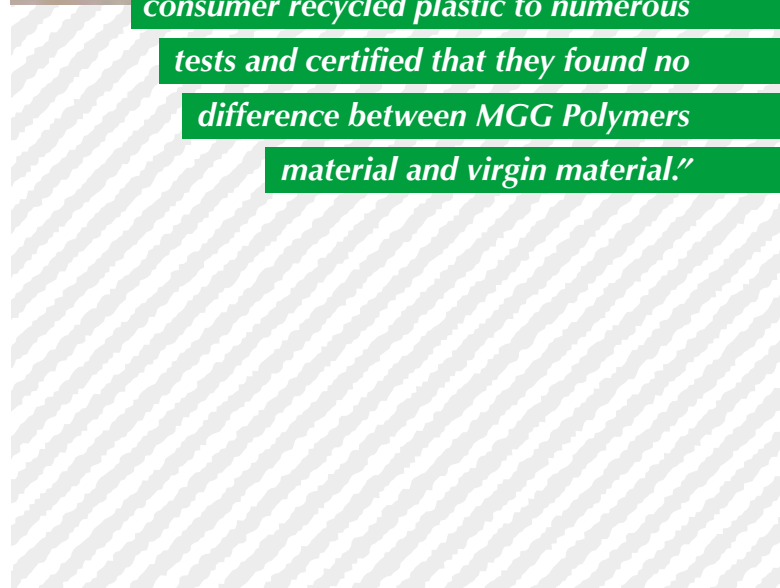 consumer recycled plastic to numerous
tests and certified that they found no
difference between MGG Polymers
material and virgin material.”